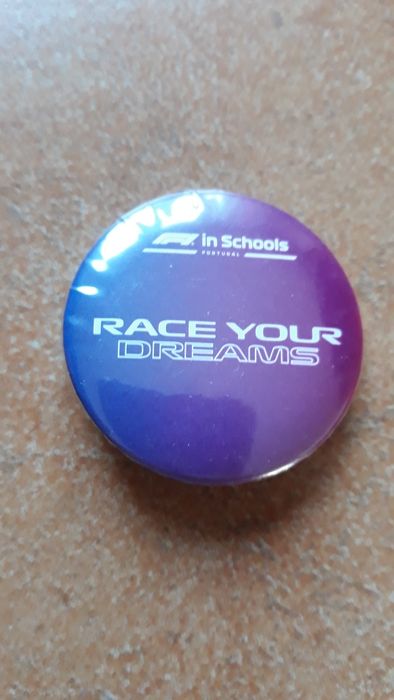 F1 in Schools
PORTUGAL
RACE YOUR
DREAMS